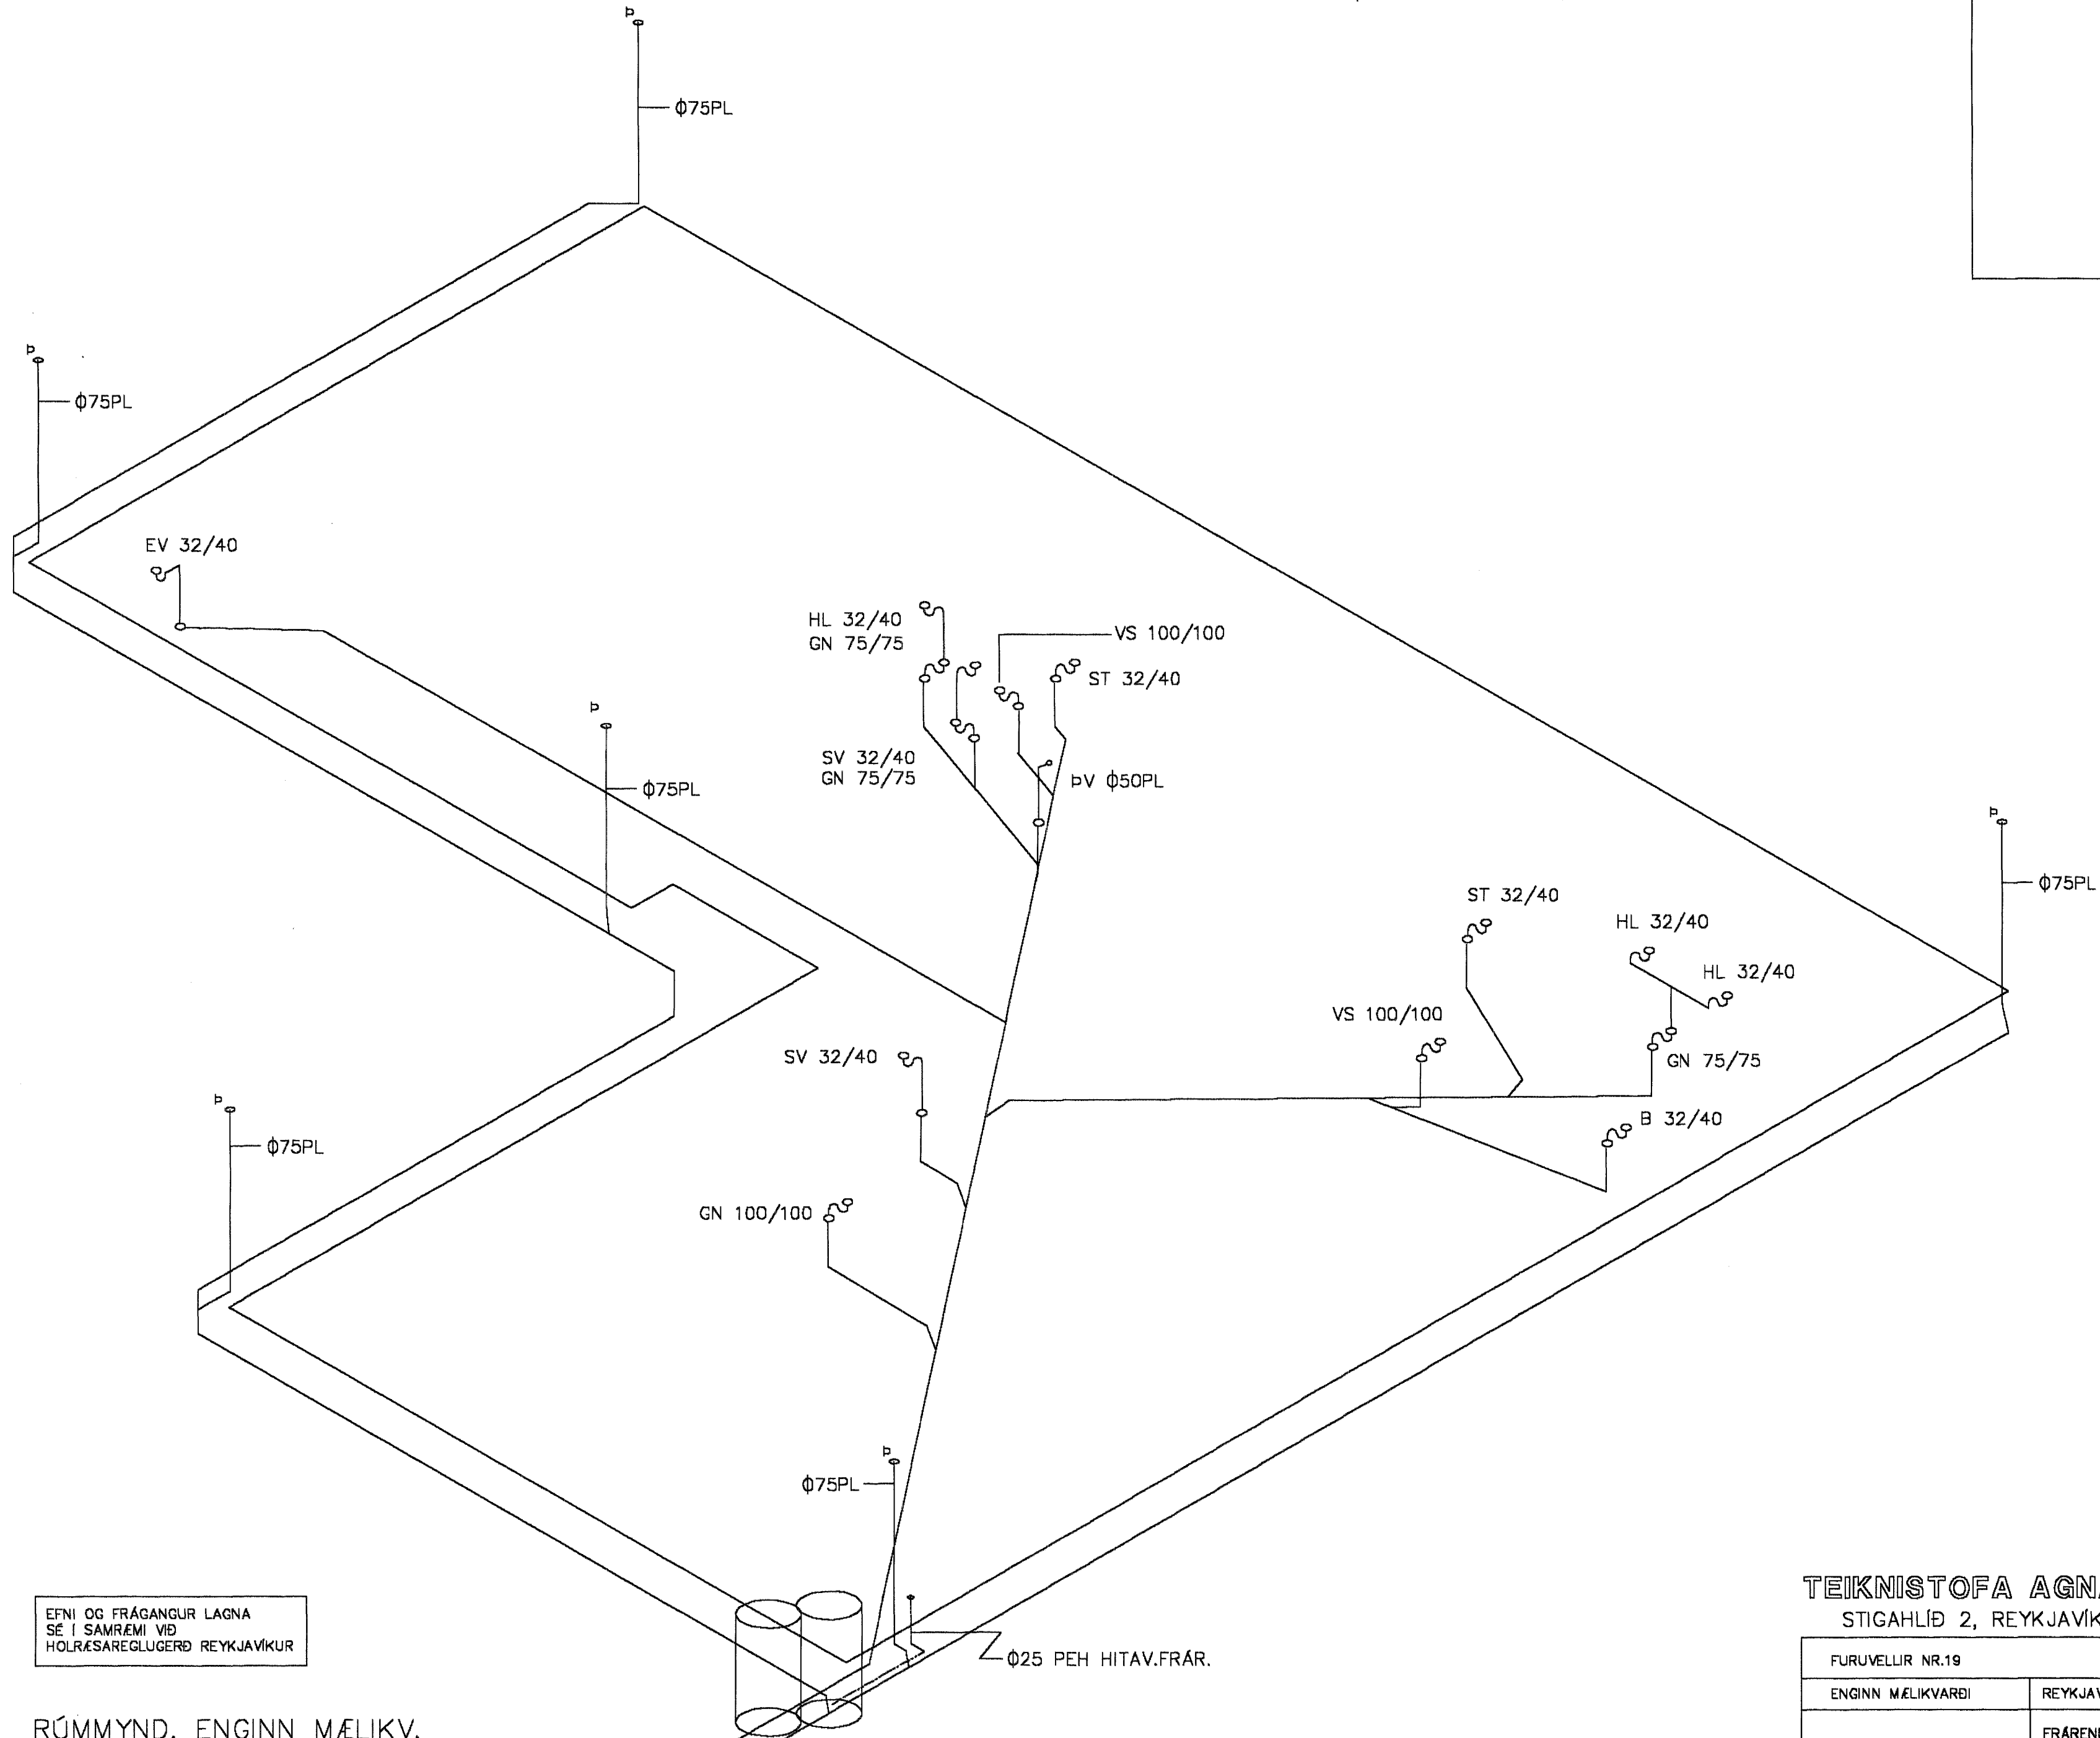 Þ
Φ75PL
Þ
Φ75PL
EV 32/40
HL 32/40
GN 75/75
VS 100/100
ST 32/40
Þ
Φ75PL
SV 32/40
GN 75/75
ÞV Φ50PL
Þ
Φ75PL
ST 32/40
HL 32/40
HL 32/40
VS 100/100
GN 75/75
SV 32/40
Þ
Φ75PL
B 32/40
GN 100/100
Þ
Φ75PL
Φ25 PEH HITAV.FRÁR.
EFNI OG FRÁGANGUR LAGNA
SÉ Í SAMRÆMI VIÐ
HOLRÆSAREGLUGERÐ REYKJAVÍKUR
RÚMMYND. ENGINN MÆLIKV.
TEIKNISTOFA AGNA
STIGAHLÍÐ 2, REYKJAVÍK
FURUVELLIR NR.19
ENGINN MÆLIKVARÐI
REYKJAV
FRÁREN